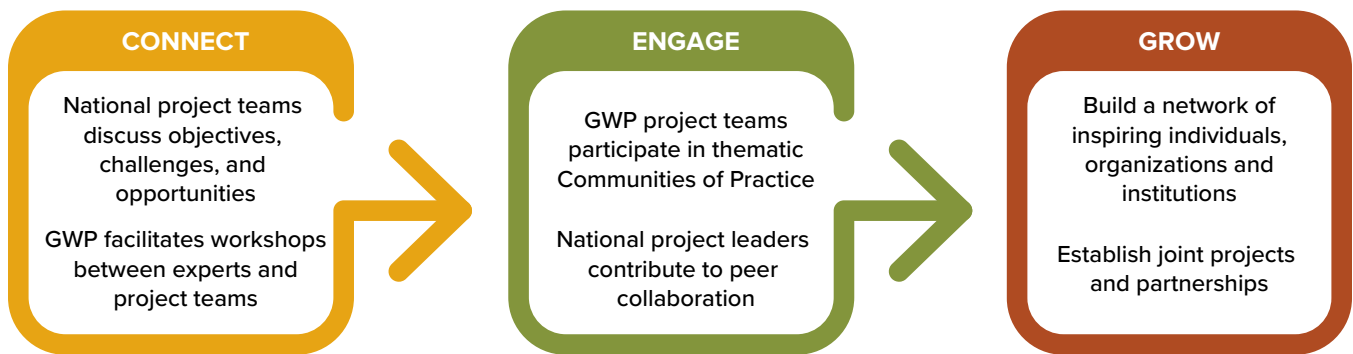 CONNECT
National project teams
discuss objectives,
challenges, and
opportunities
GWP facilitates workshops
between experts and
project teams
ENGAGE
GWP project teams
participate in thematic
Communities of Practice
National project leaders
contribute to peer
collaboration
GROW
Build a network of
inspiring individuals,
organizations and
institutions
Establish joint projects
and partnerships